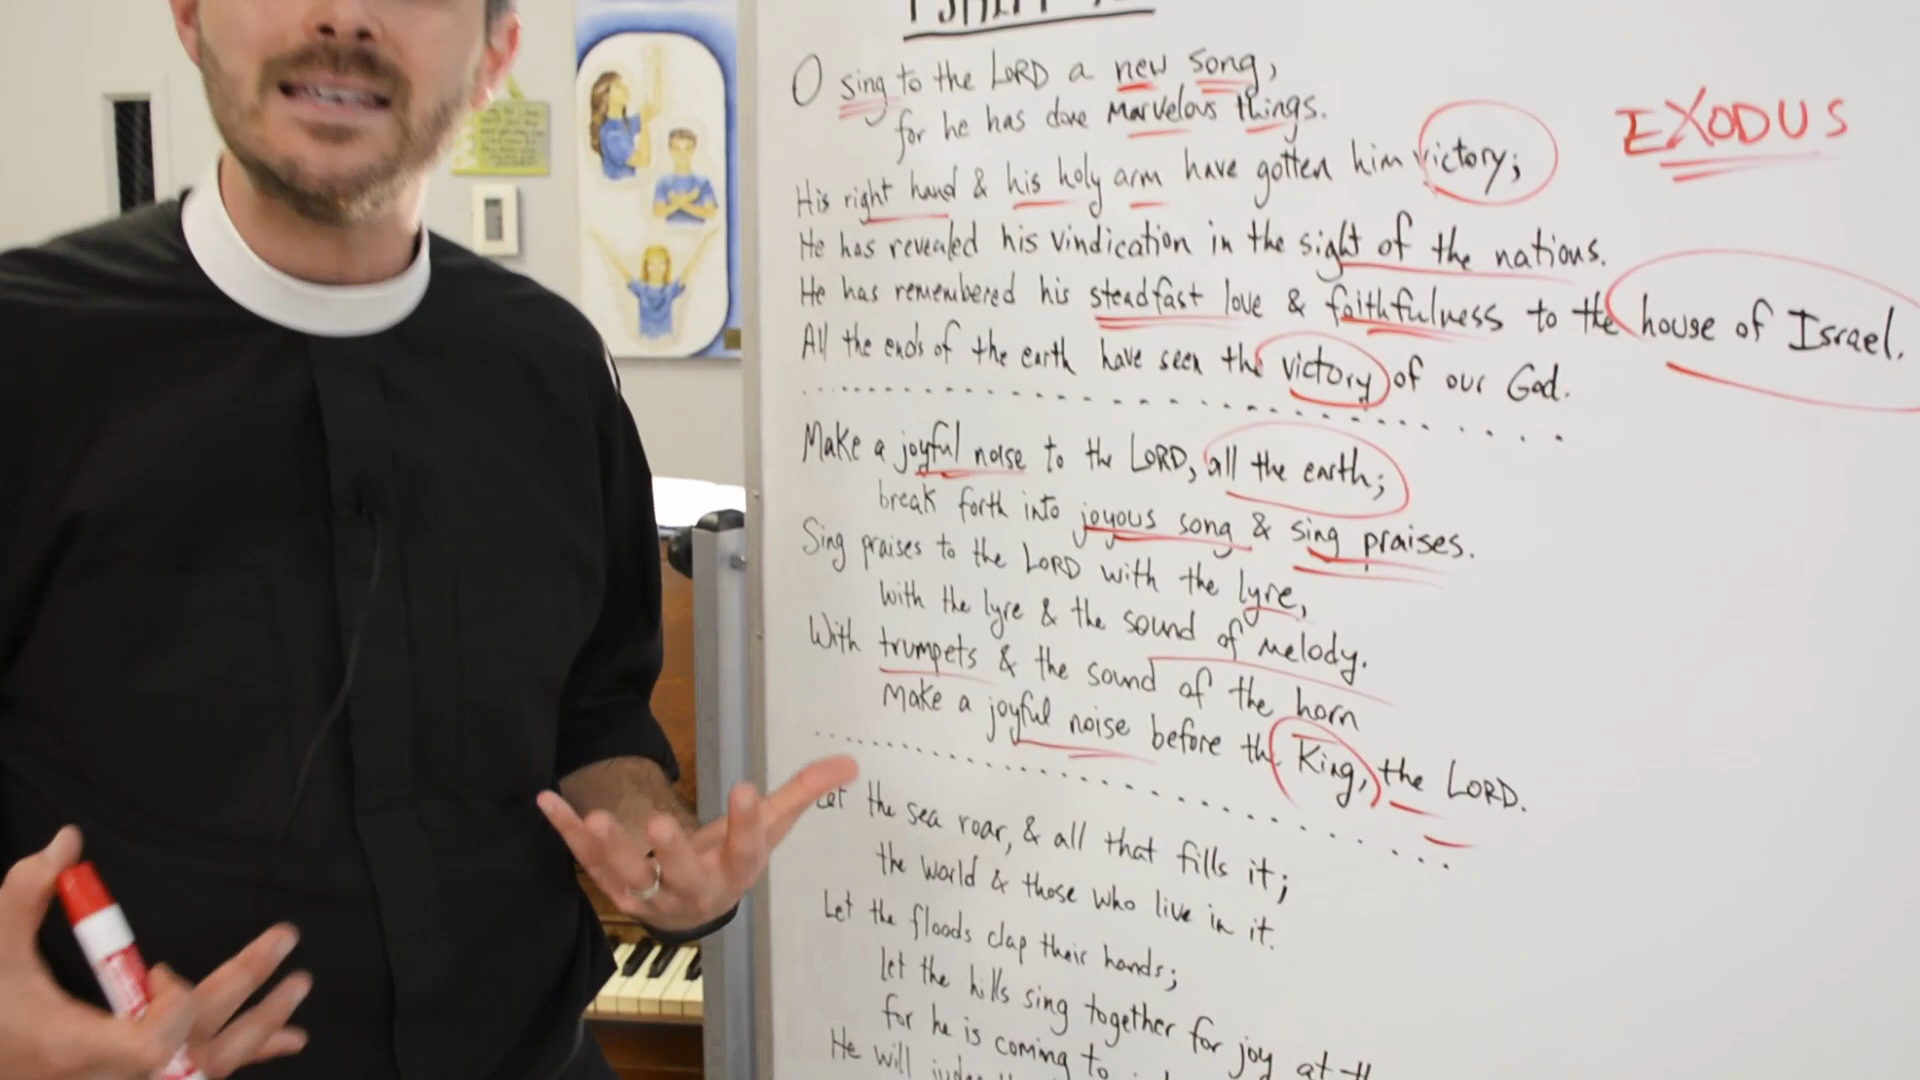 PSALM
O sing to the LORD a new song,
for he has done marvelous things.
His right hand & his holy arm have gotten him victory;
EXODUS
He has revealed his vindication in the sight of the nations.
He has remembered his steadfast love & faithfulness to the house of Israel.
All the ends of the earth have seen the victory of our God.
Make a joyful noise to the LORD, all the earth;
break forth into joyous song & sing praises.
Sing praises to the LORD with the lyre,
with the lyre & the sound of melody.
With trumpets & the sound of the horn
make a joyful noise before the King, the LORD.
Let the sea roar, & all that fills it;
the world & those who live in it.
Let the floods clap their hands;
let the hills sing together for joy at th
for he is coming to
He will judge